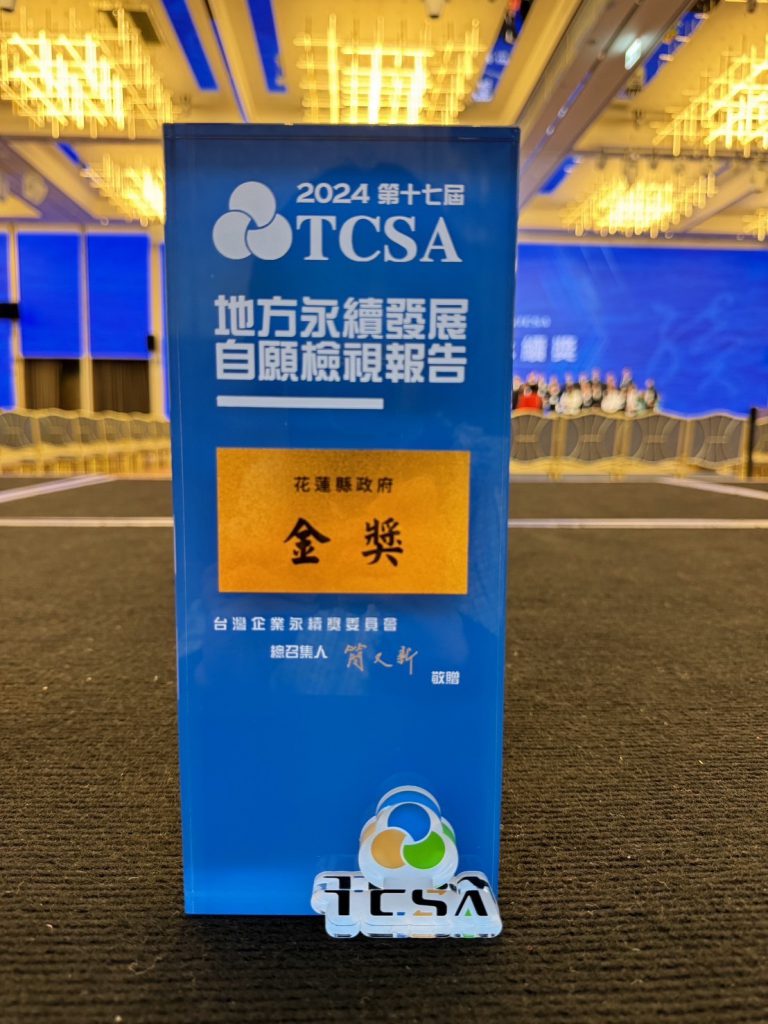 2024 第十七屆
TCSA
地方永續發展
自願檢視報告
花蓮縣政府
金獎
台灣企業永續獎委員會
總召集人 簡又新
敬贈
TCSA
續獎